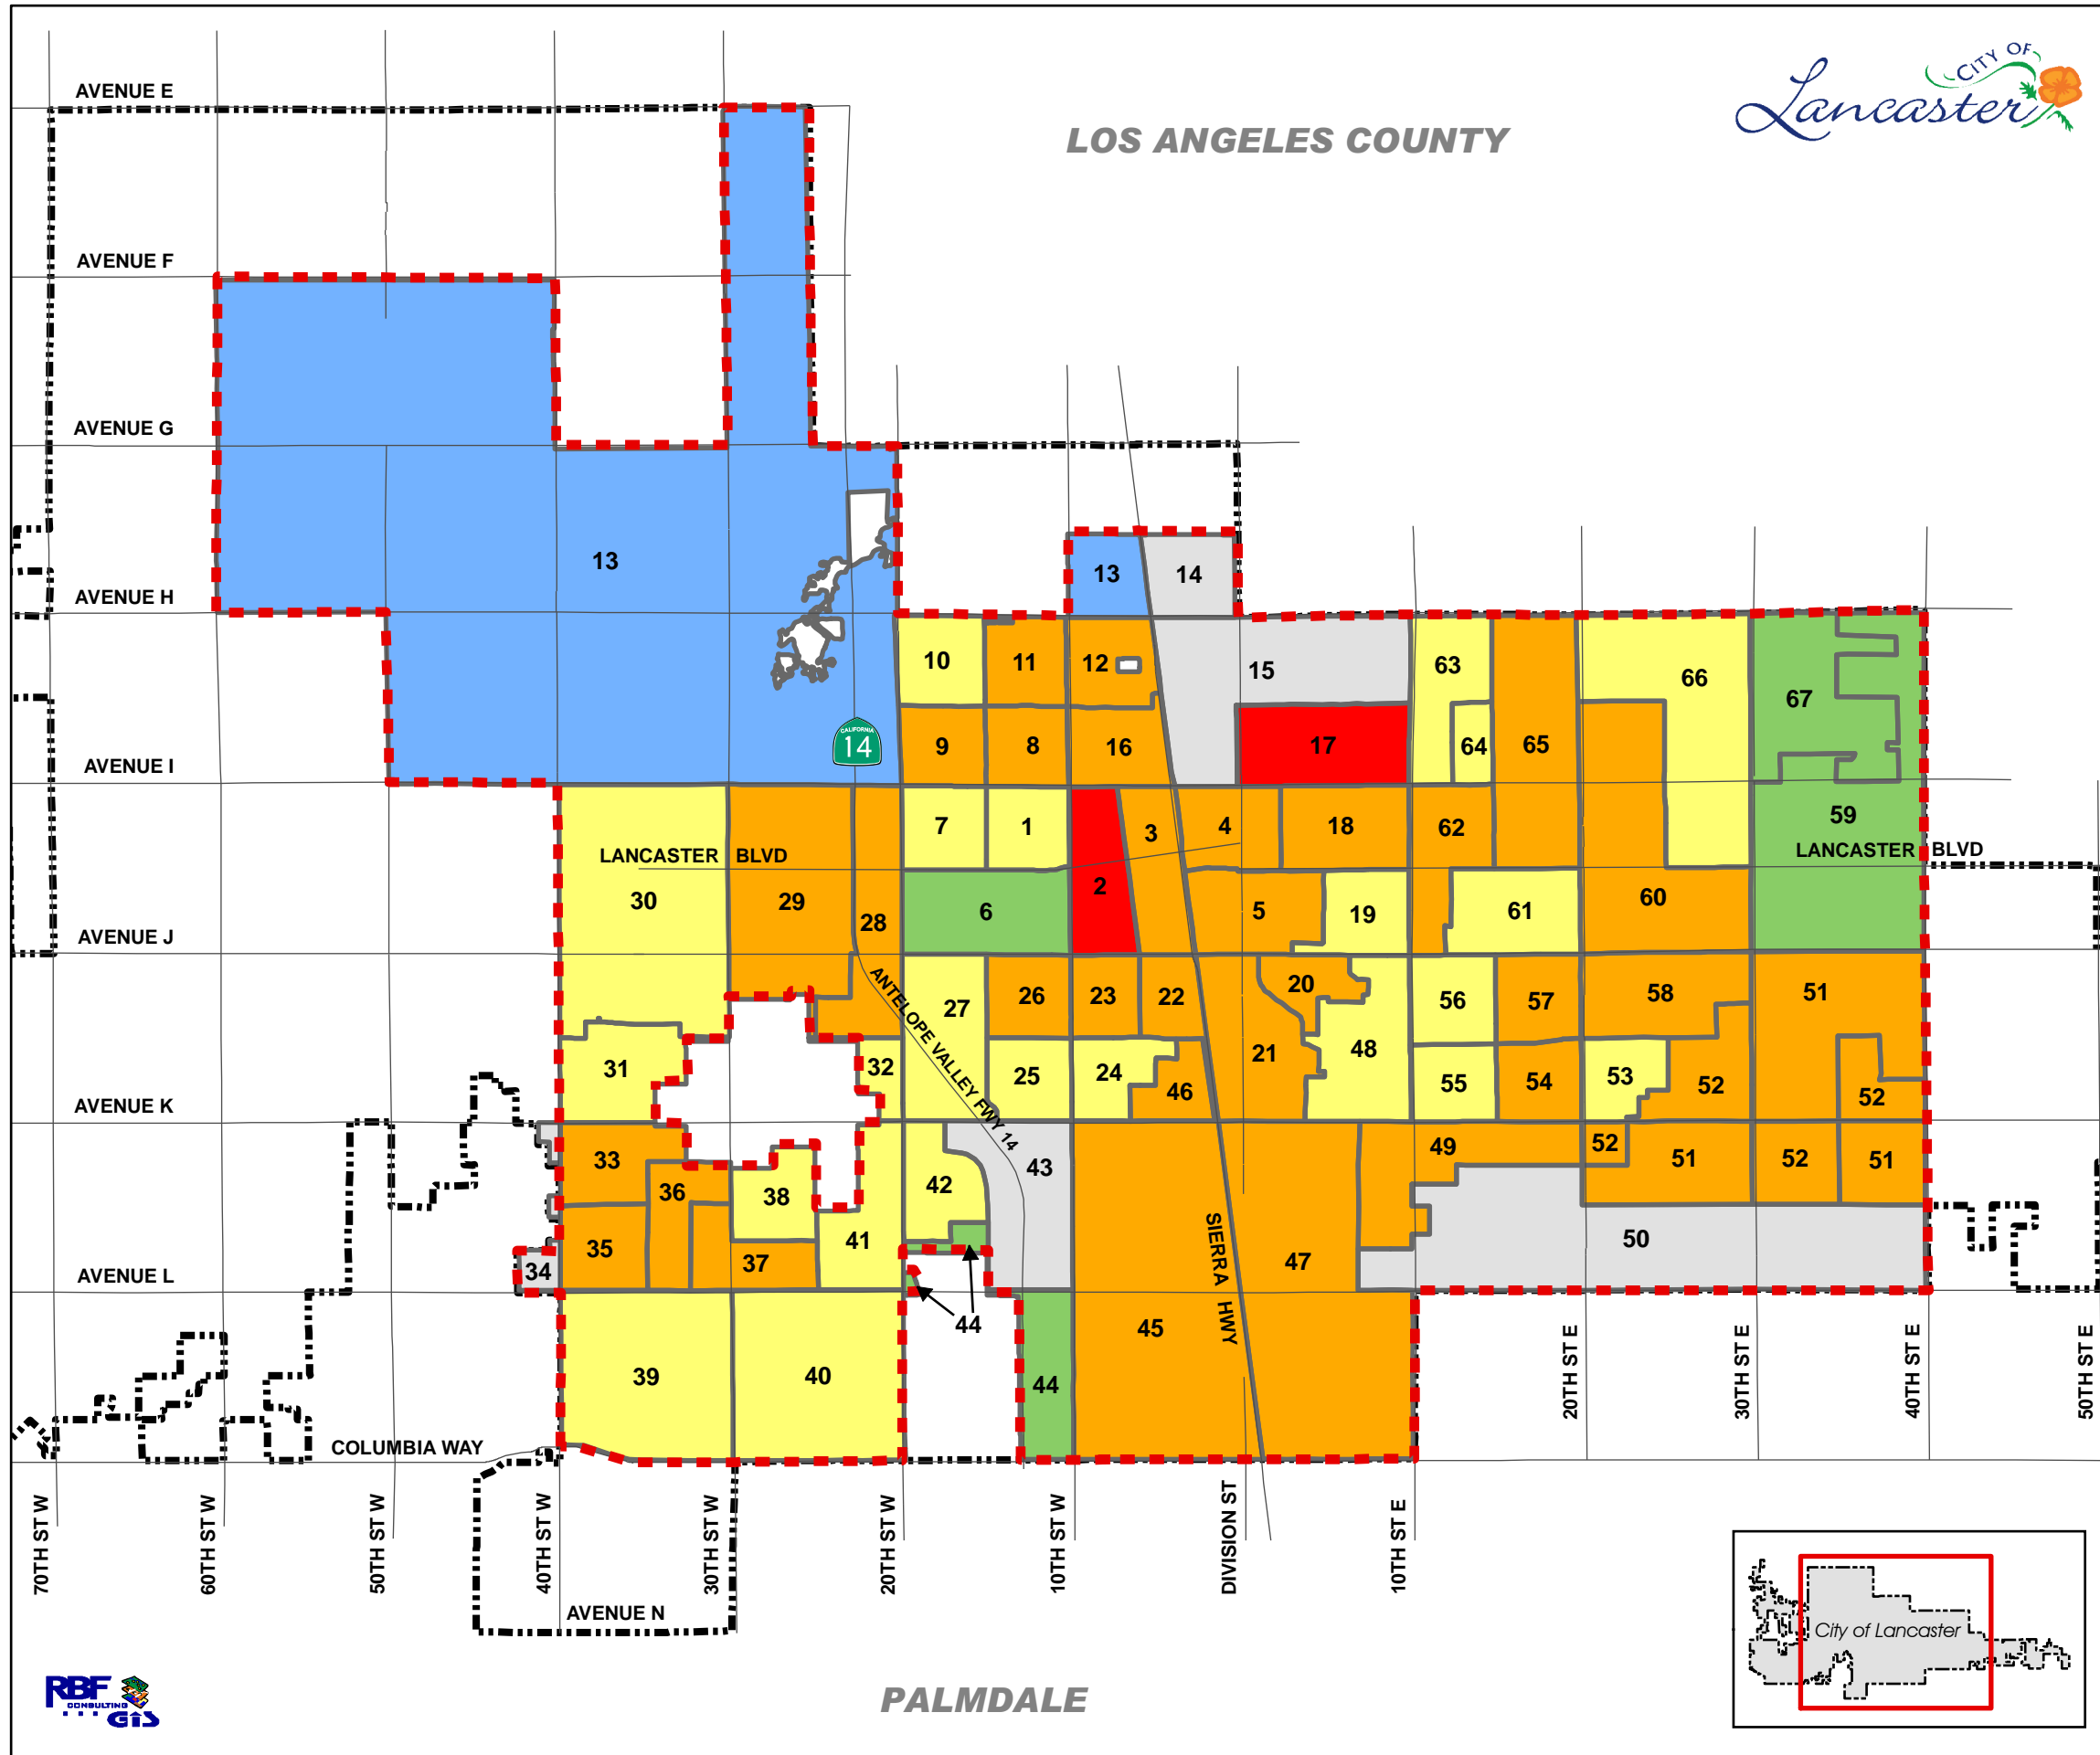 CITY OF
Lancaster
AVENUE E
LOS ANGELES COUNTY
AVENUE F
AVENUE G
13
13
14
AVENUE H
10
11
12
15
63
66
67
CALIFORNIA
14
9
8
16
17
64
65
AVENUE I
7
1
3
4
18
62
59
LANCASTER BLVD
LANCASTER BLVD
30
29
28
6
2
5
19
61
60
AVENUE J
ANTELOPE VALLEY FWY 14
27
26
23
22
20
56
57
58
51
31
32
25
24
46
21
48
55
54
53
52
52
AVENUE K
33
36
38
42
43
49
52
51
52
51
35
37
41
SIERRA HWY
47
50
AVENUE L
34
44
45
39
40
44
COLUMBIA WAY
20TH ST E
30TH ST E
40TH ST E
50TH ST E
70TH ST W
60TH ST W
50TH ST W
40TH ST W
30TH ST W
20TH ST W
10TH ST W
DIVISION ST
10TH ST E
AVENUE N
City of Lancaster
RBF
CONSULTING
GIS
PALMDALE